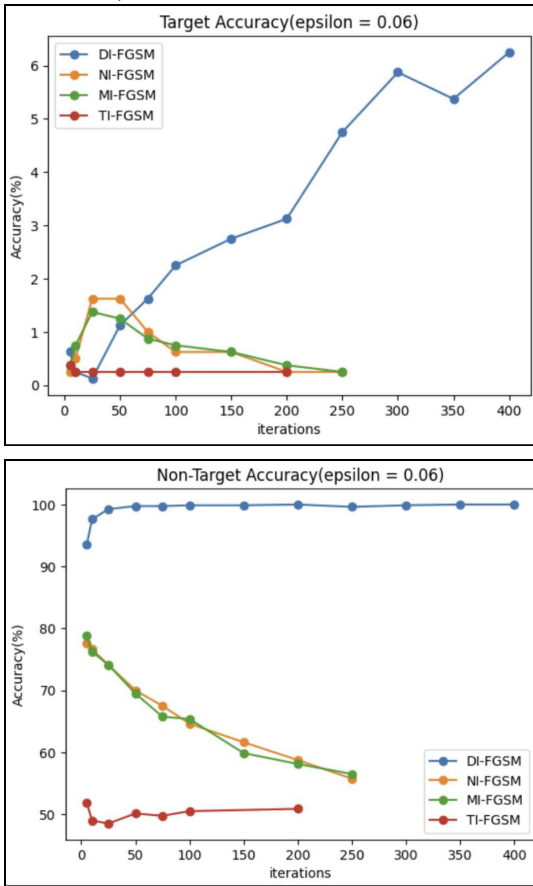 Target Accuracy(epsilon = 0.06)
DI-FGSM
NI-FGSM
MI-FGSM
TI-FGSM
6
5
4
3
2
1
0
Accuracy(%)
0 50 100 150 200 250 300 350 400
iterations
Non-Target Accuracy(epsilon = 0.06)
100
90
80
70
60
50
Accuracy(%)
DI-FGSM
NI-FGSM
MI-FGSM
TI-FGSM
0 50 100 150 200 250 300 350 400
iterations